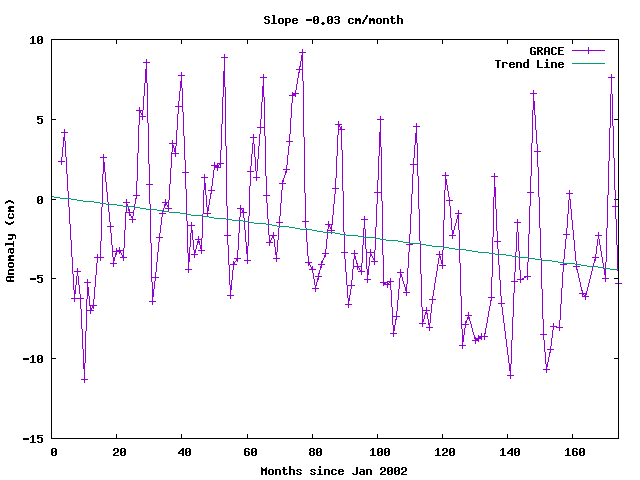 Slope -0.03 cm/month
GRACE
Trend Line
10
5
0
-5
-10
-15
Anomaly (cm)
0 20 40 60 80 100 120 140 160
Months since Jan 2002